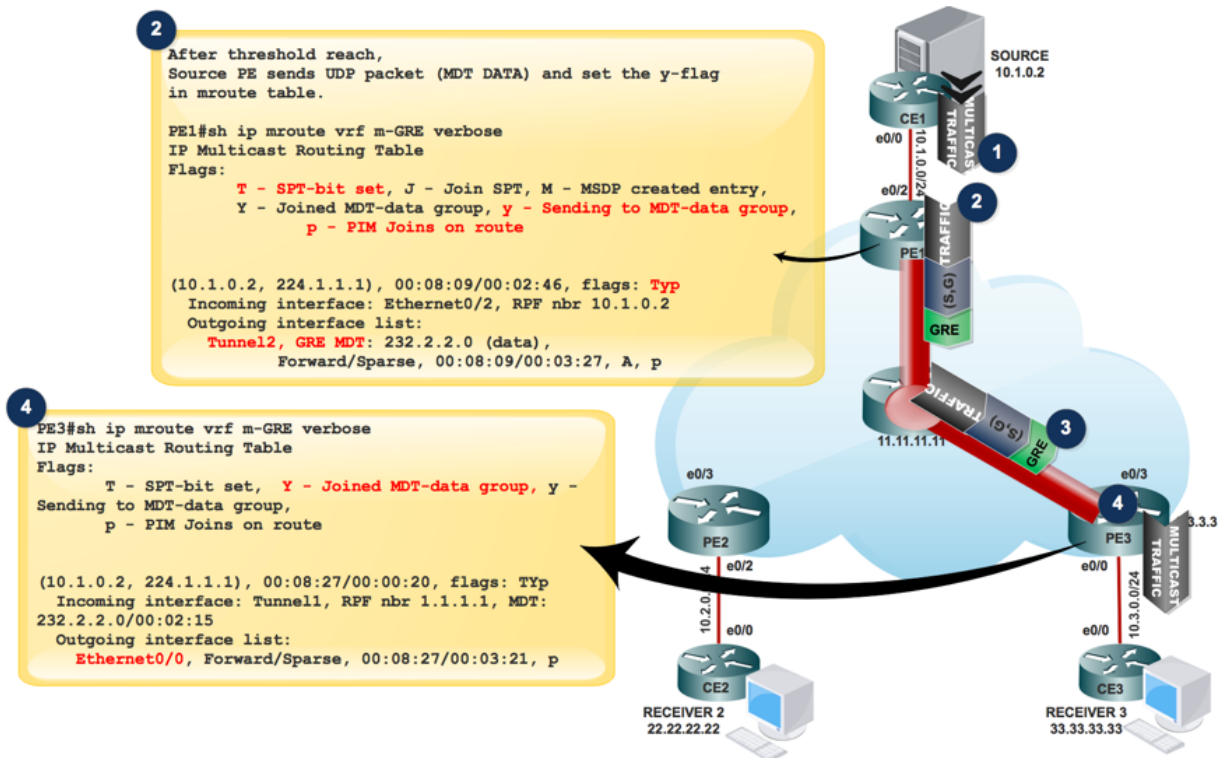 2
After threshold reach,
Source PE sends UDP packet (MDT DATA) and set the y-flag
in mroute table.
PE1#sh ip mroute vrf m-GRE verbose
IP Multicast Routing Table
Flags:
T - SPT-bit set, J - Join SPT, M - MSDP created entry,
Y - Joined MDT-data group, y - Sending to MDT-data group,
p - PIM Joins on route
(10.1.0.2, 224.1.1.1), 00:08:09/00:02:46, flags: Typ
Incoming interface: Ethernet0/2, RPF nbr 10.1.0.2
Outgoing interface list:
Tunnel2, GRE MDT: 232.2.2.0 (data),
Forward/Sparse, 00:08:09/00:03:27, A, p
4
PE3#sh ip mroute vrf m-GRE verbose
IP Multicast Routing Table
Flags:
T - SPT-bit set, Y - Joined MDT-data group, y -
Sending to MDT-data group,
p - PIM Joins on route
(10.1.0.2, 224.1.1.1), 00:08:27/00:00:20, flags: TYp
Incoming interface: Tunnel1, RPF nbr 1.1.1.1, MDT:
232.2.2.0/00:02:15
Outgoing interface list:
Ethernet0/0, Forward/Sparse, 00:08:27/00:03:21, p
SOURCE
10.1.0.2
CE1
MULTICAS
TRAFFIC
1
e0/0
10.1.0.0/24
e0/2
2
PE1
TRAFFIC
(S,G)
GRE
TRAFFIC
(S,G)
GRE
3
11.11.11.11
e0/3
PE2
e0/2
10.2.0.
4
e0/0
CE2
RECEIVER 2
22.22.22.22
e0/3
4
3.3.3
PE3
MULTICAST
TRAFFIC
e0/0
10.3.0.0/24
e0/0
CE3
RECEIVER 3
33.33.33.33